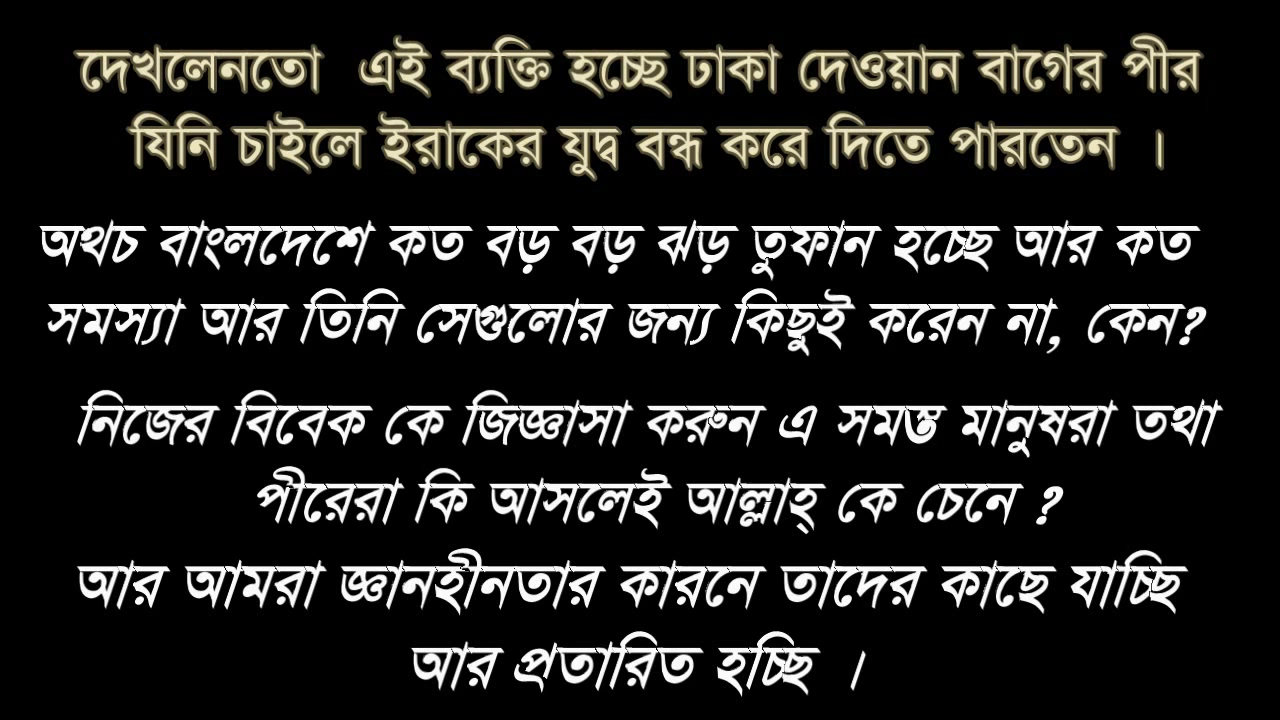 দেখলেনতো এই ব্যক্তি হচ্ছে ঢাকা দেওয়ান বাগের পীর
যিনি চাইলে ইরাকের যুদ্ব বন্ধ করে দিতে পারতেন ।
অথচ বাংলদেশে কত বড় বড় ঝড় তুফান হচ্ছে আর কত
সমস্যা আর তিনি সেগুলোর জন্য কিছুই করেন না, কেন?
নিজের বিবেক কে জিজ্ঞাসা করুন এ সমস্ত মানুষরা তথা
পীরেরা কি আসলেই আল্লাহ্ কে চেনে ?
আর আমরা জ্ঞানহীনতার কারনে তাদের কাছে যাচ্ছি
আর প্রতারিত হচ্ছি ।